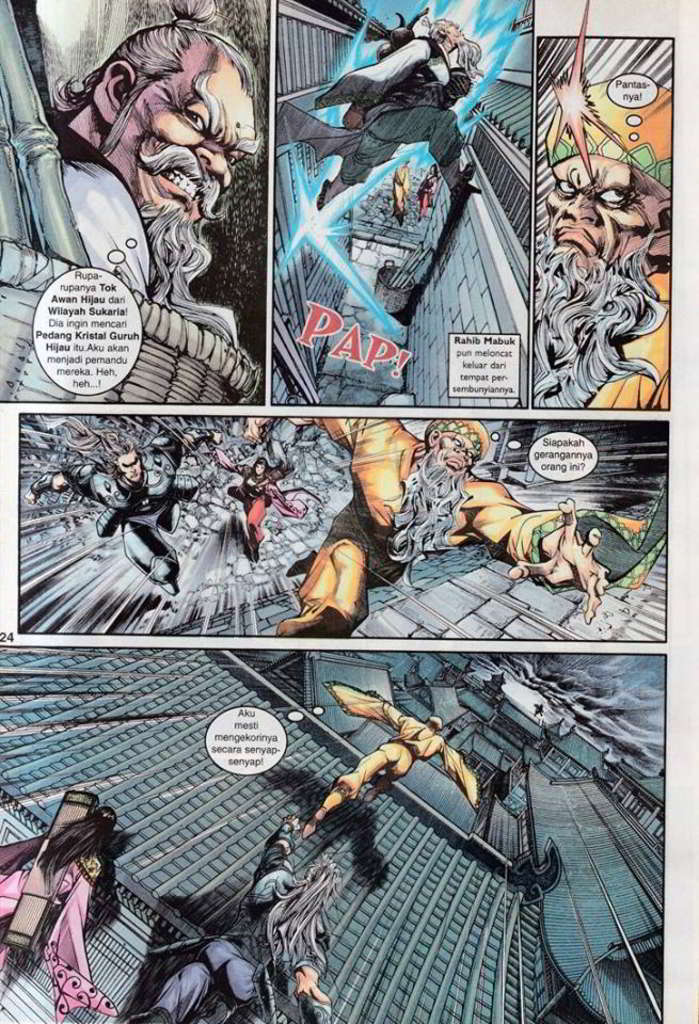 Rupa-
rupanya Tok
Awan Hijau dari
Wilayah Sukaria!
Dia ingin mencari
Pedang Kristal Guruh
Hijau itu.Aku akan
menjadi pemandu
mereka. Heh,
heh...!
PAP!
Rahib Mabuk
pun meloncat
keluar dari
tempat per-
sembunyiannya.
Pantas-
nya!
Siapakah
gerangannya
orang ini?
24
Aku
mesti
mengekorinya
secara senyap-
senyap!